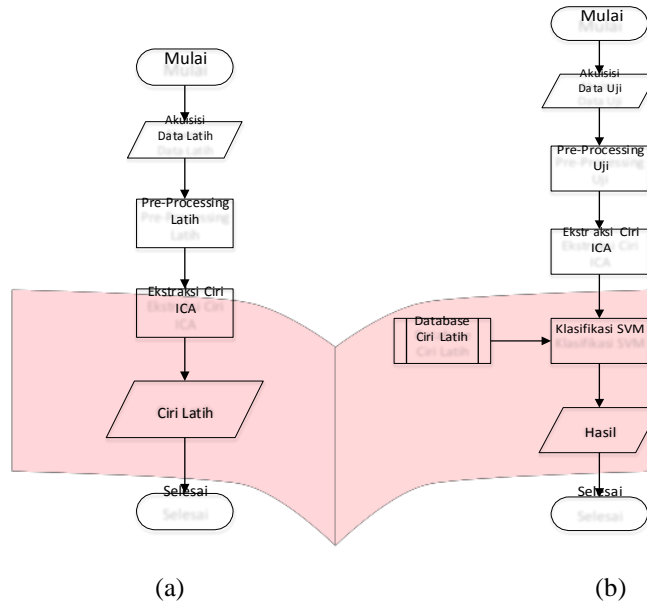 Mulai
Akuisisi
Data Latih
Pre-Processing
Latih
Ekstraksi Ciri
ICA
Ciri Latih
Selesai
(a)
Mulai
Akuisisi
Data Uji
Pre-Processing
Uji
Ekstraksi Ciri
ICA
Database
Ciri Latih
Klasifikasi SVM
Hasil
Selesai
(b)